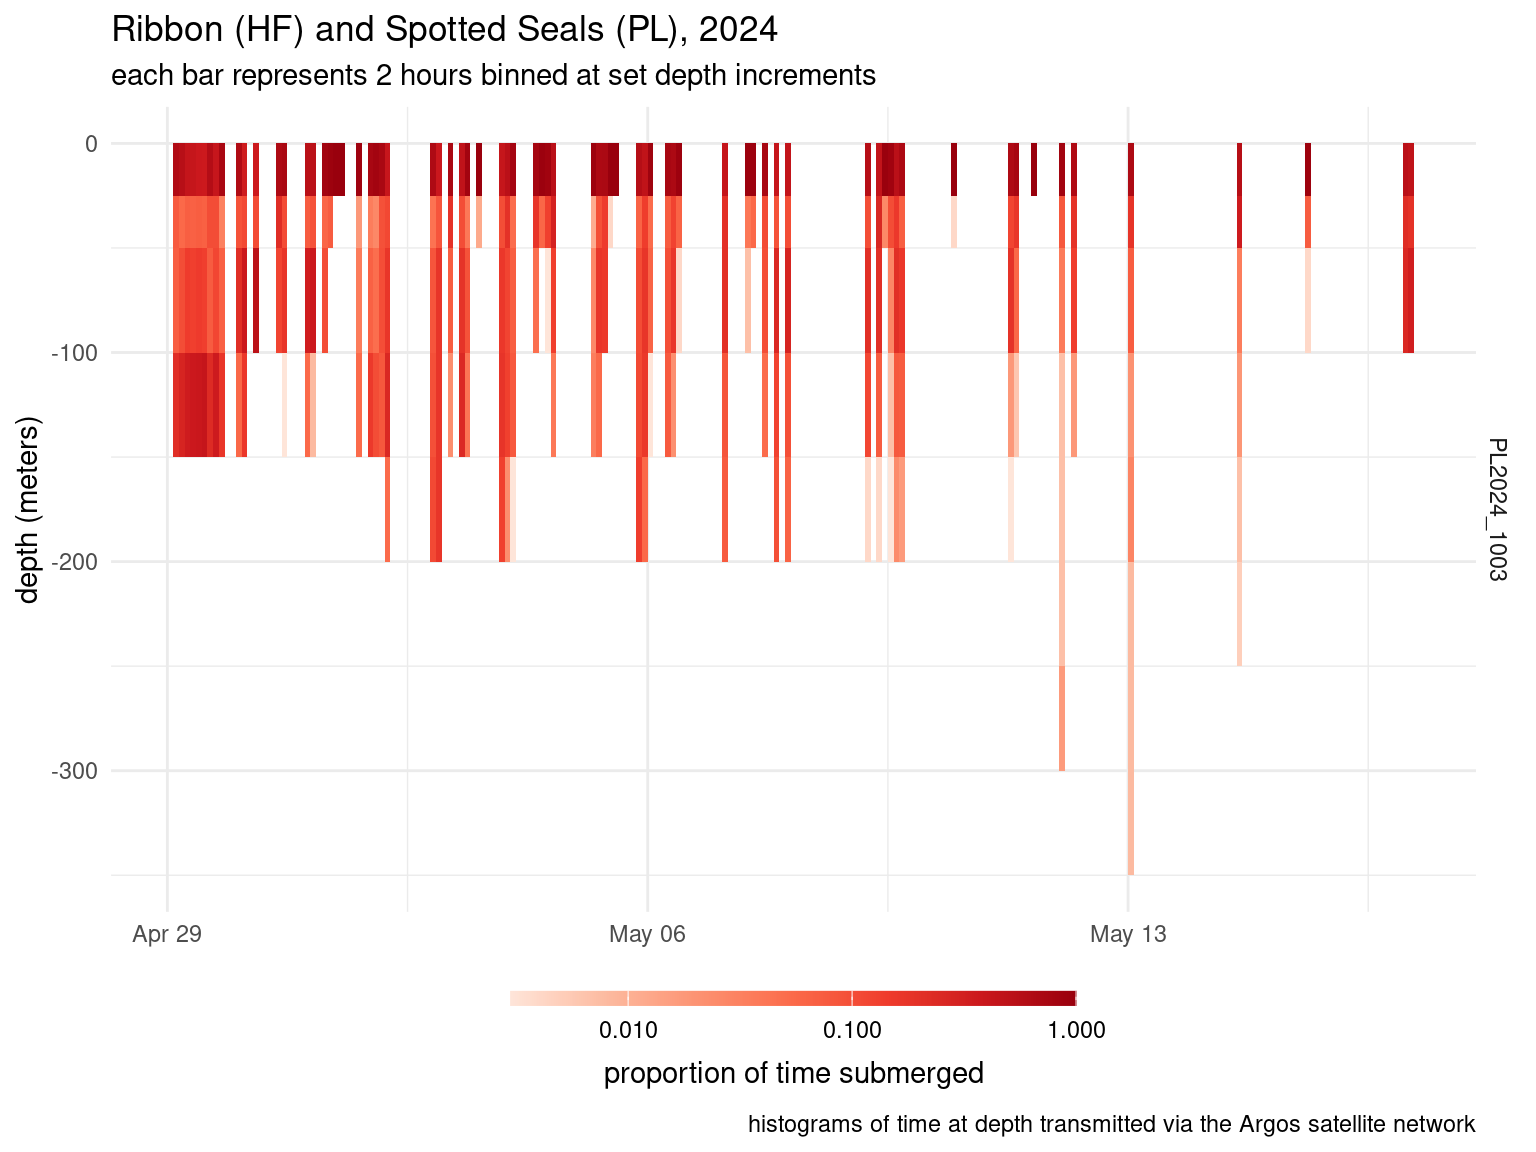 Ribbon (HF) and Spotted Seals (PL), 2024
each bar represents 2 hours binned at set depth increments
0
-100
-200
-300
depth (meters)
PL2024_1003
Apr 29
May 06
May 13
0.010
0.100
1.000
proportion of time submerged
histograms of time at depth transmitted via the Argos satellite network